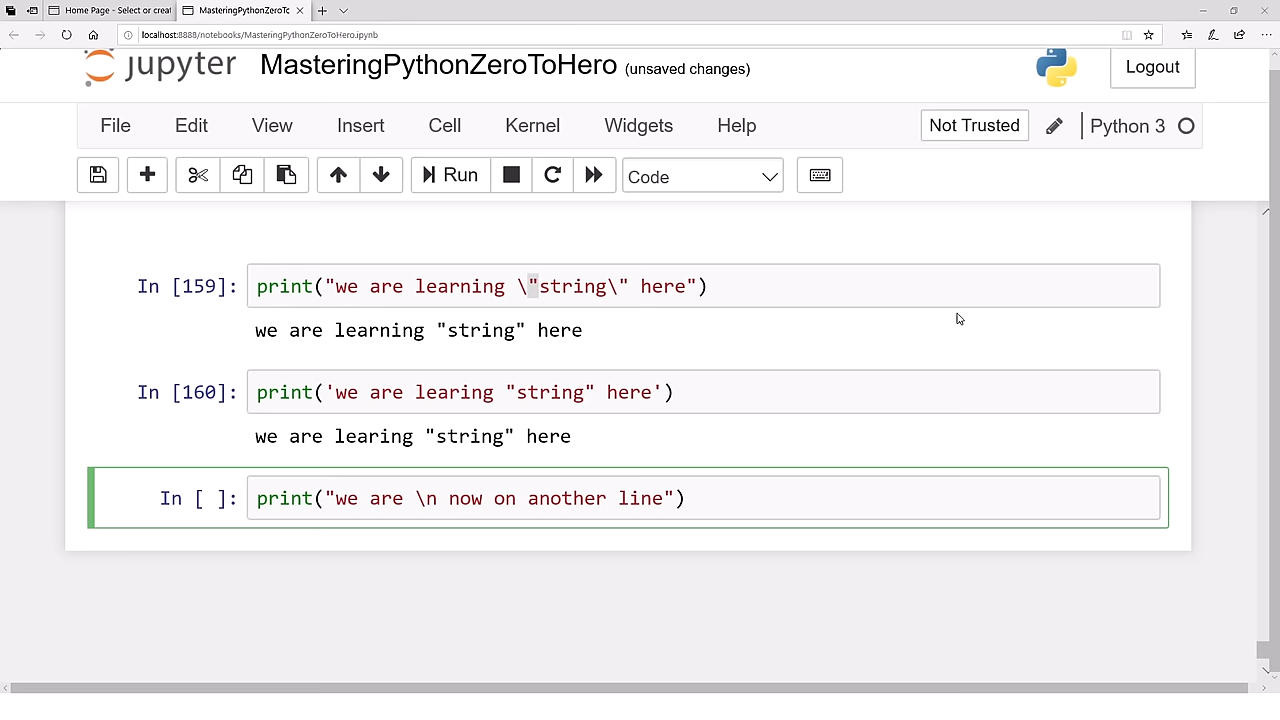 Home Page - Select or creat
MasteringPythonZeroToc
localhost:8888/notebooks/MasteringPythonZeroToHero.ipynb
jupyter MasteringPythonZeroToHero (unsaved changes)
Logout
File Edit View Insert Cell Kernel Widgets Help Not Trusted Python 3
Run Code
In [159]: print("we are learning \"string\" here")
we are learning "string" here
In [160]: print('we are learing "string" here')
we are learing "string" here
In [ ]: print("we are \n now on another line")